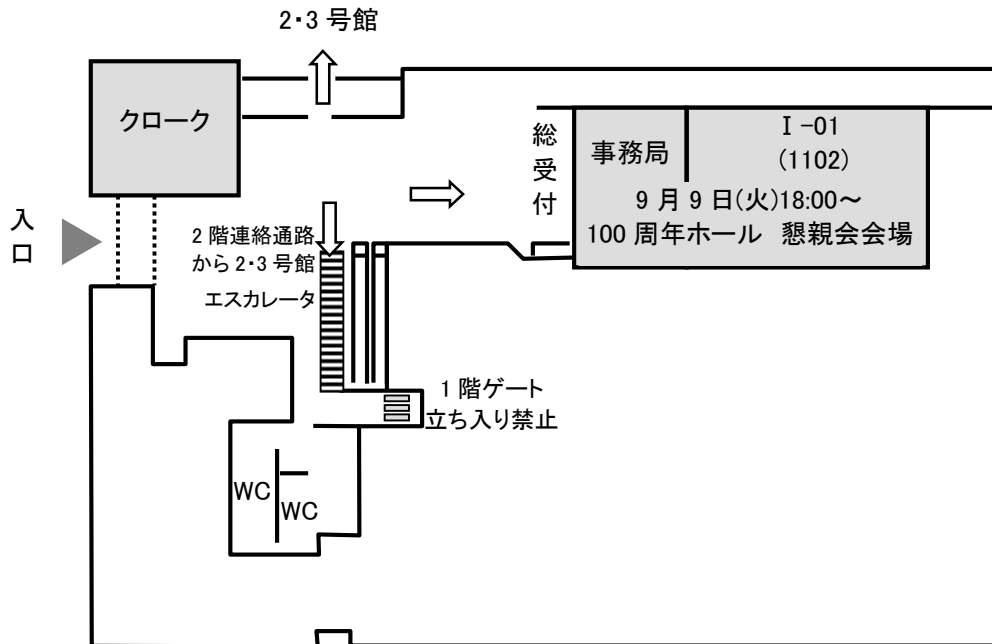 2・3 号館
クローク
総受付
事務局
Ⅰ-01
(1102)
9 月 9 日(火)18:00～
100 周年ホール 懇親会会場
入口
2 階連絡通路
から 2・3 号館
エスカレータ
1 階ゲート
立ち入り禁止
WC
WC